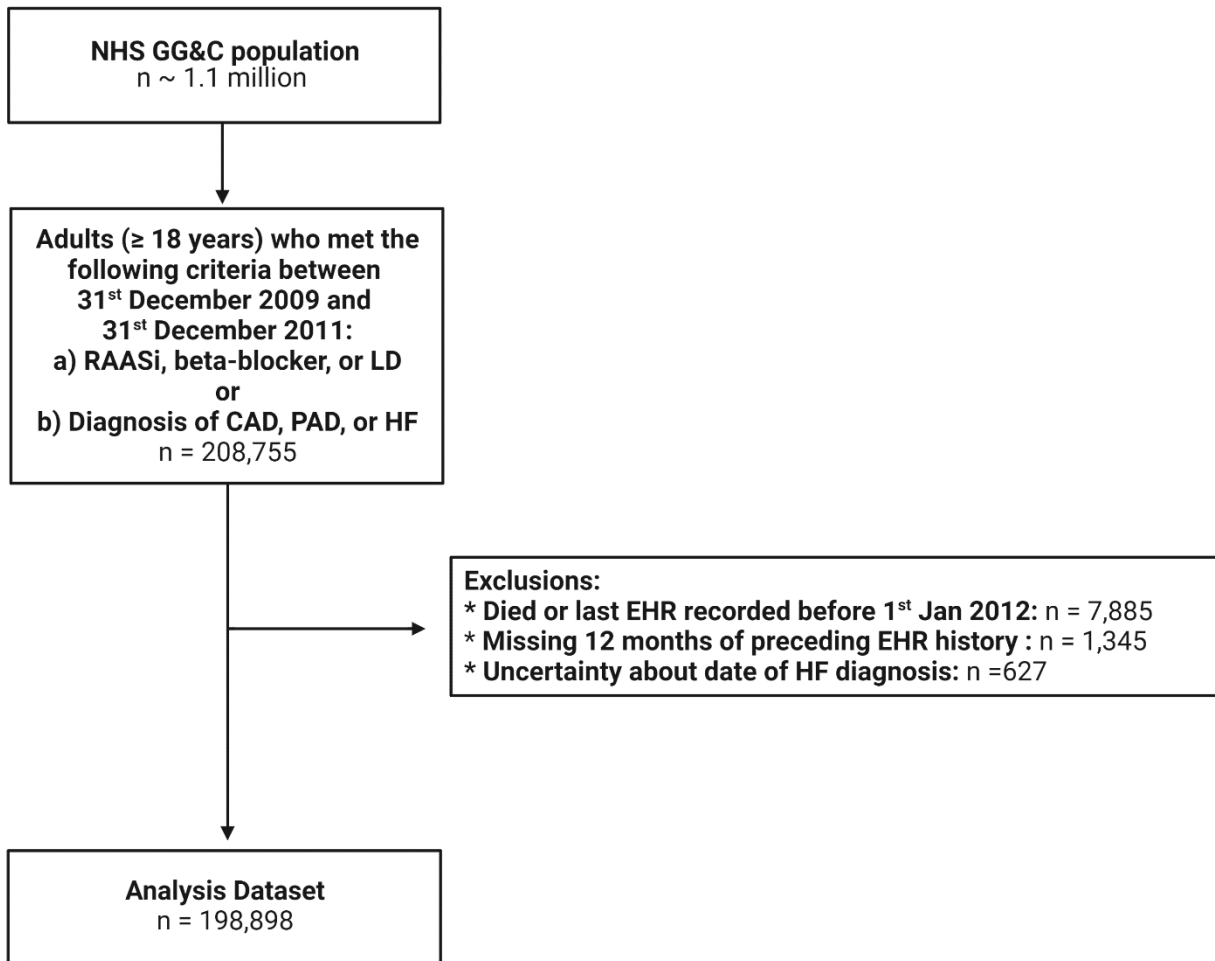 NHS GG&C population
n ~ 1.1 million
Adults (≥ 18 years) who met the
following criteria between
31st December 2009 and
31st December 2011:
a) RAASi, beta-blocker, or LD
or
b) Diagnosis of CAD, PAD, or HF
n = 208,755
Exclusions:
* Died or last EHR recorded before 1st Jan 2012: n = 7,885
* Missing 12 months of preceding EHR history : n = 1,345
* Uncertainty about date of HF diagnosis: n =627
Analysis Dataset
n = 198,898